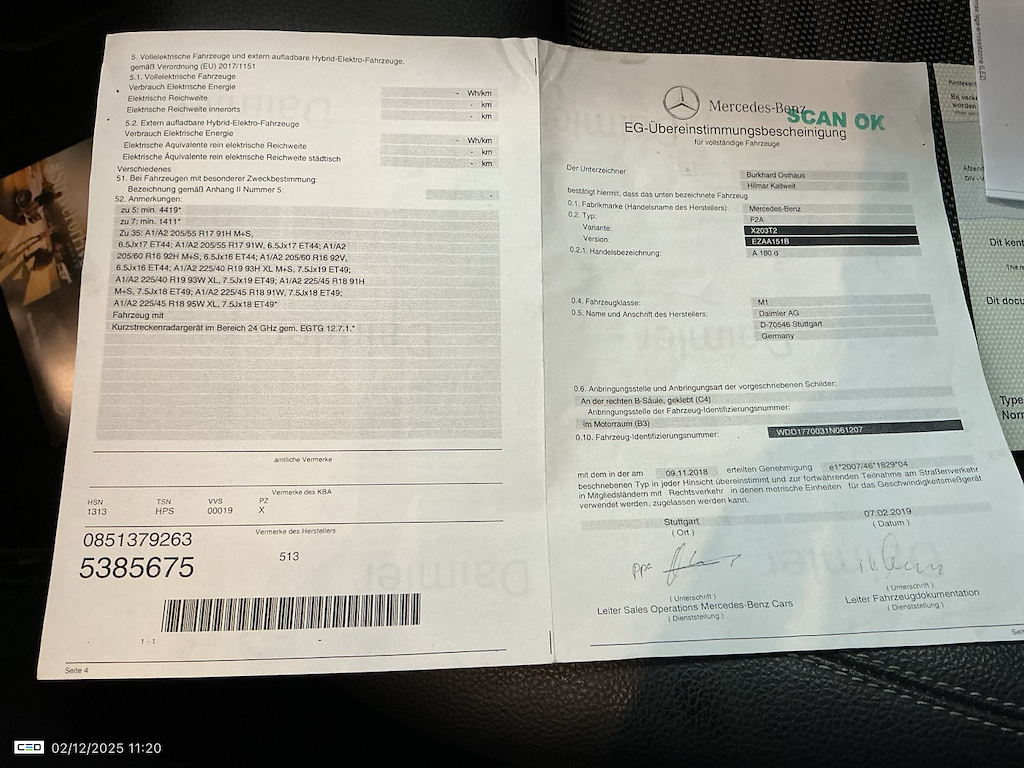 5. Vollelektrische Fahrzeuge und extern aufladbare Hybrid-Elektro-Fahrzeuge,
gemäß Verordnung (EU) 2017/1151
5.1. Vollelektrische Fahrzeuge
Verbrauch Elektrische Energie - Wh/km
Elektrische Reichweite - km
Elektrische Reichweite innerorts - km
5.2. Extern aufladbare Hybrid-Elektro-Fahrzeuge
Verbrauch Elektrische Energie - Wh/km
Elektrische Äquivalente rein elektrische Reichweite - km
Elektrische Äquivalente rein elektrische Reichweite städtisch - km
Verschiedenes
51. Bei Fahrzeugen mit besonderer Zweckbestimmung:
Bezeichnung gemäß Anhang II Nummer 5: -
52. Anmerkungen:
zu 5: min. 4419*
zu 7: min. 1411*
Zu 35: A1/A2 205/55 R17 91H M+S,
6.5Jx17 ET44; A1/A2 205/55 R17 91W, 6.5Jx17 ET44; A1/A2
205/60 R16 92H M+S, 6.5Jx16 ET44; A1/A2 205/60 R16 92V,
6.5Jx16 ET44; A1/A2 225/40 R19 93H XL M+S, 7.5Jx19 ET49;
A1/A2 225/40 R19 93W XL, 7.5Jx19 ET49; A1/A2 225/45 R18 91H
M+S, 7.5Jx18 ET49; A1/A2 225/45 R18 91W, 7.5Jx18 ET49;
A1/A2 225/45 R18 95W XL, 7.5Jx18 ET49*
Fahrzeug mit
Kurzstreckenradargerät im Bereich 24 GHz gem. EGTG 12.7.1.*
amtliche Vermerke
Vermerke des KBA
HSN TSN VVS PZ
1313 HPS 00019 X
Vermerke des Herstellers
0851379263
513
5385675
1 - 1
Seite 4
Mercedes-Benz
SCAN OK
EG-Übereinstimmungsbescheinigung
für vollständige Fahrzeuge
Der Unterzeichner Burkhard Osthaus
Hilmar Kallweit
bestätigt hiermit, dass das unten bezeichnete Fahrzeug
0.1. Fabrikmarke (Handelsname des Herstellers): Mercedes-Benz
0.2. Typ: F2A
Variante: X203T2
Version: EZAA151B
0.2.1. Handelsbezeichnung: A 180 d
0.4. Fahrzeugklasse: M1
0.5. Name und Anschrift des Herstellers: Daimler AG
D-70546 Stuttgart
Germany
0.6. Anbringungsstelle und Anbringungsart der vorgeschriebenen Schilder:
An der rechten B-Säule, geklebt (C4)
Anbringungsstelle der Fahrzeug-Identifizierungsnummer:
Im Motorraum (B3)
0.10. Fahrzeug-Identifizierungsnummer: WDD1770031N061207
mit dem in der am 09.11.2018 erteilten Genehmigung e1*2007/46*1829*04
beschriebenen Typ in jeder Hinsicht übereinstimmt und zur fortwährenden Teilnahme am Straßenverkehr
in Mitgliedsländern mit Rechtsverkehr in denen metrische Einheiten für das Geschwindigkeitsmeßgerät
verwendet werden, zugelassen werden kann.
Stuttgart 07.02.2019
( Ort ) ( Datum )
ppa
( Unterschrift ) ( Unterschrift )
Leiter Sales Operations Mercedes-Benz Cars Leiter Fahrzeugdokumentation
( Dienststellung ) ( Dienststellung )
Dit kent
Dit docu
Type
CEO 02/12/2025 11:20